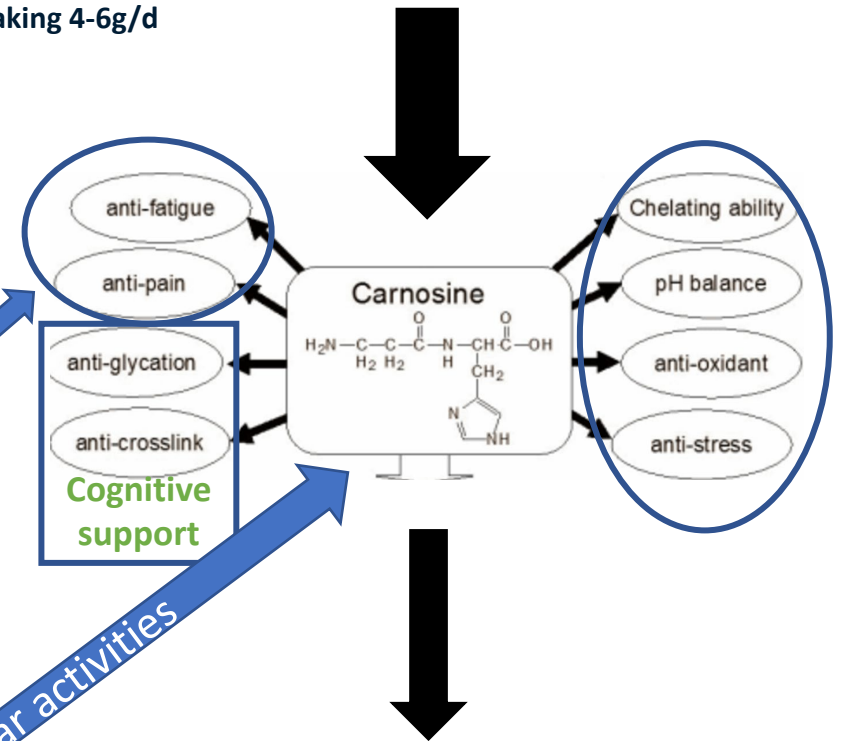 aking 4-6g/d
anti-fatigue
anti-pain
anti-glycation
anti-crosslink
Cognitive
support
Carnosine
O O
H₂N—C—C—C—N—CH-C—OH
H₂ H₂ H CH₂
N
NH
Chelating ability
pH balance
anti-oxidant
anti-stress
ar activities